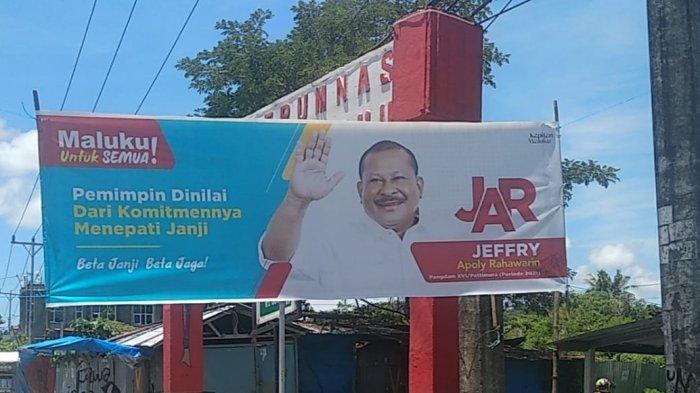 Maluku!
Untuk SEMUA!
Pemimpin Dinilai
Dari Komitmennya
Menepati Janji
Beta Janji Beta Jaga!
JAR
JEFFRY
Apoly Rahawarin
Pangdam XVI/Pattimura (Periode 2021)